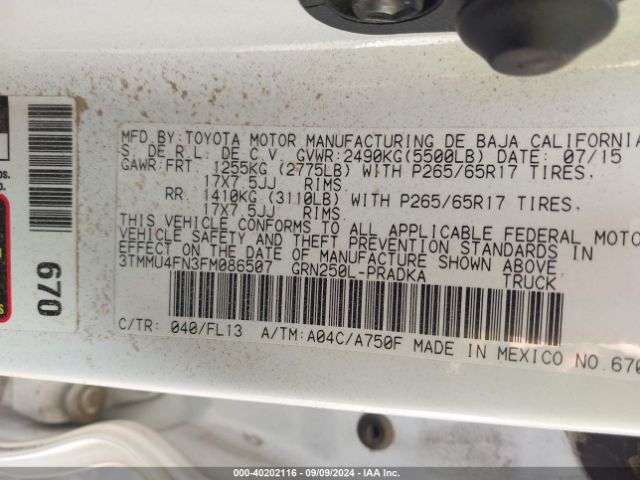 MFD.BY: TOYOTA MOTOR MANUFACTURING DE BAJA CALIFORNIA
S DE R.L. DE C.V. GVWR:2490KG(5500LB) DATE: 07/15
GAWR:FRT. 1255KG (2775LB) WITH P265/65R17 TIRES,
17X7.5JJ RIMS.
RR. 1410KG (3110LB) WITH P265/65R17 TIRES,
17X7.5JJ RIMS.
THIS VEHICLE CONFORMS TO ALL APPLICABLE FEDERAL MOTO
VEHICLE SAFETY AND THEFT PREVENTION STANDARDS IN
EFFECT ON THE DATE OF MANUFACTURE SHOWN ABOVE
3TMMU4FN3FM086507 GRN250L-PRADKA TRUCK
C/TR: 040/FL13 A/TM:A04C/A750F MADE IN MEXICO NO.670
670
bs.
000-40202116 - 09/09/2024 - IAA Inc.